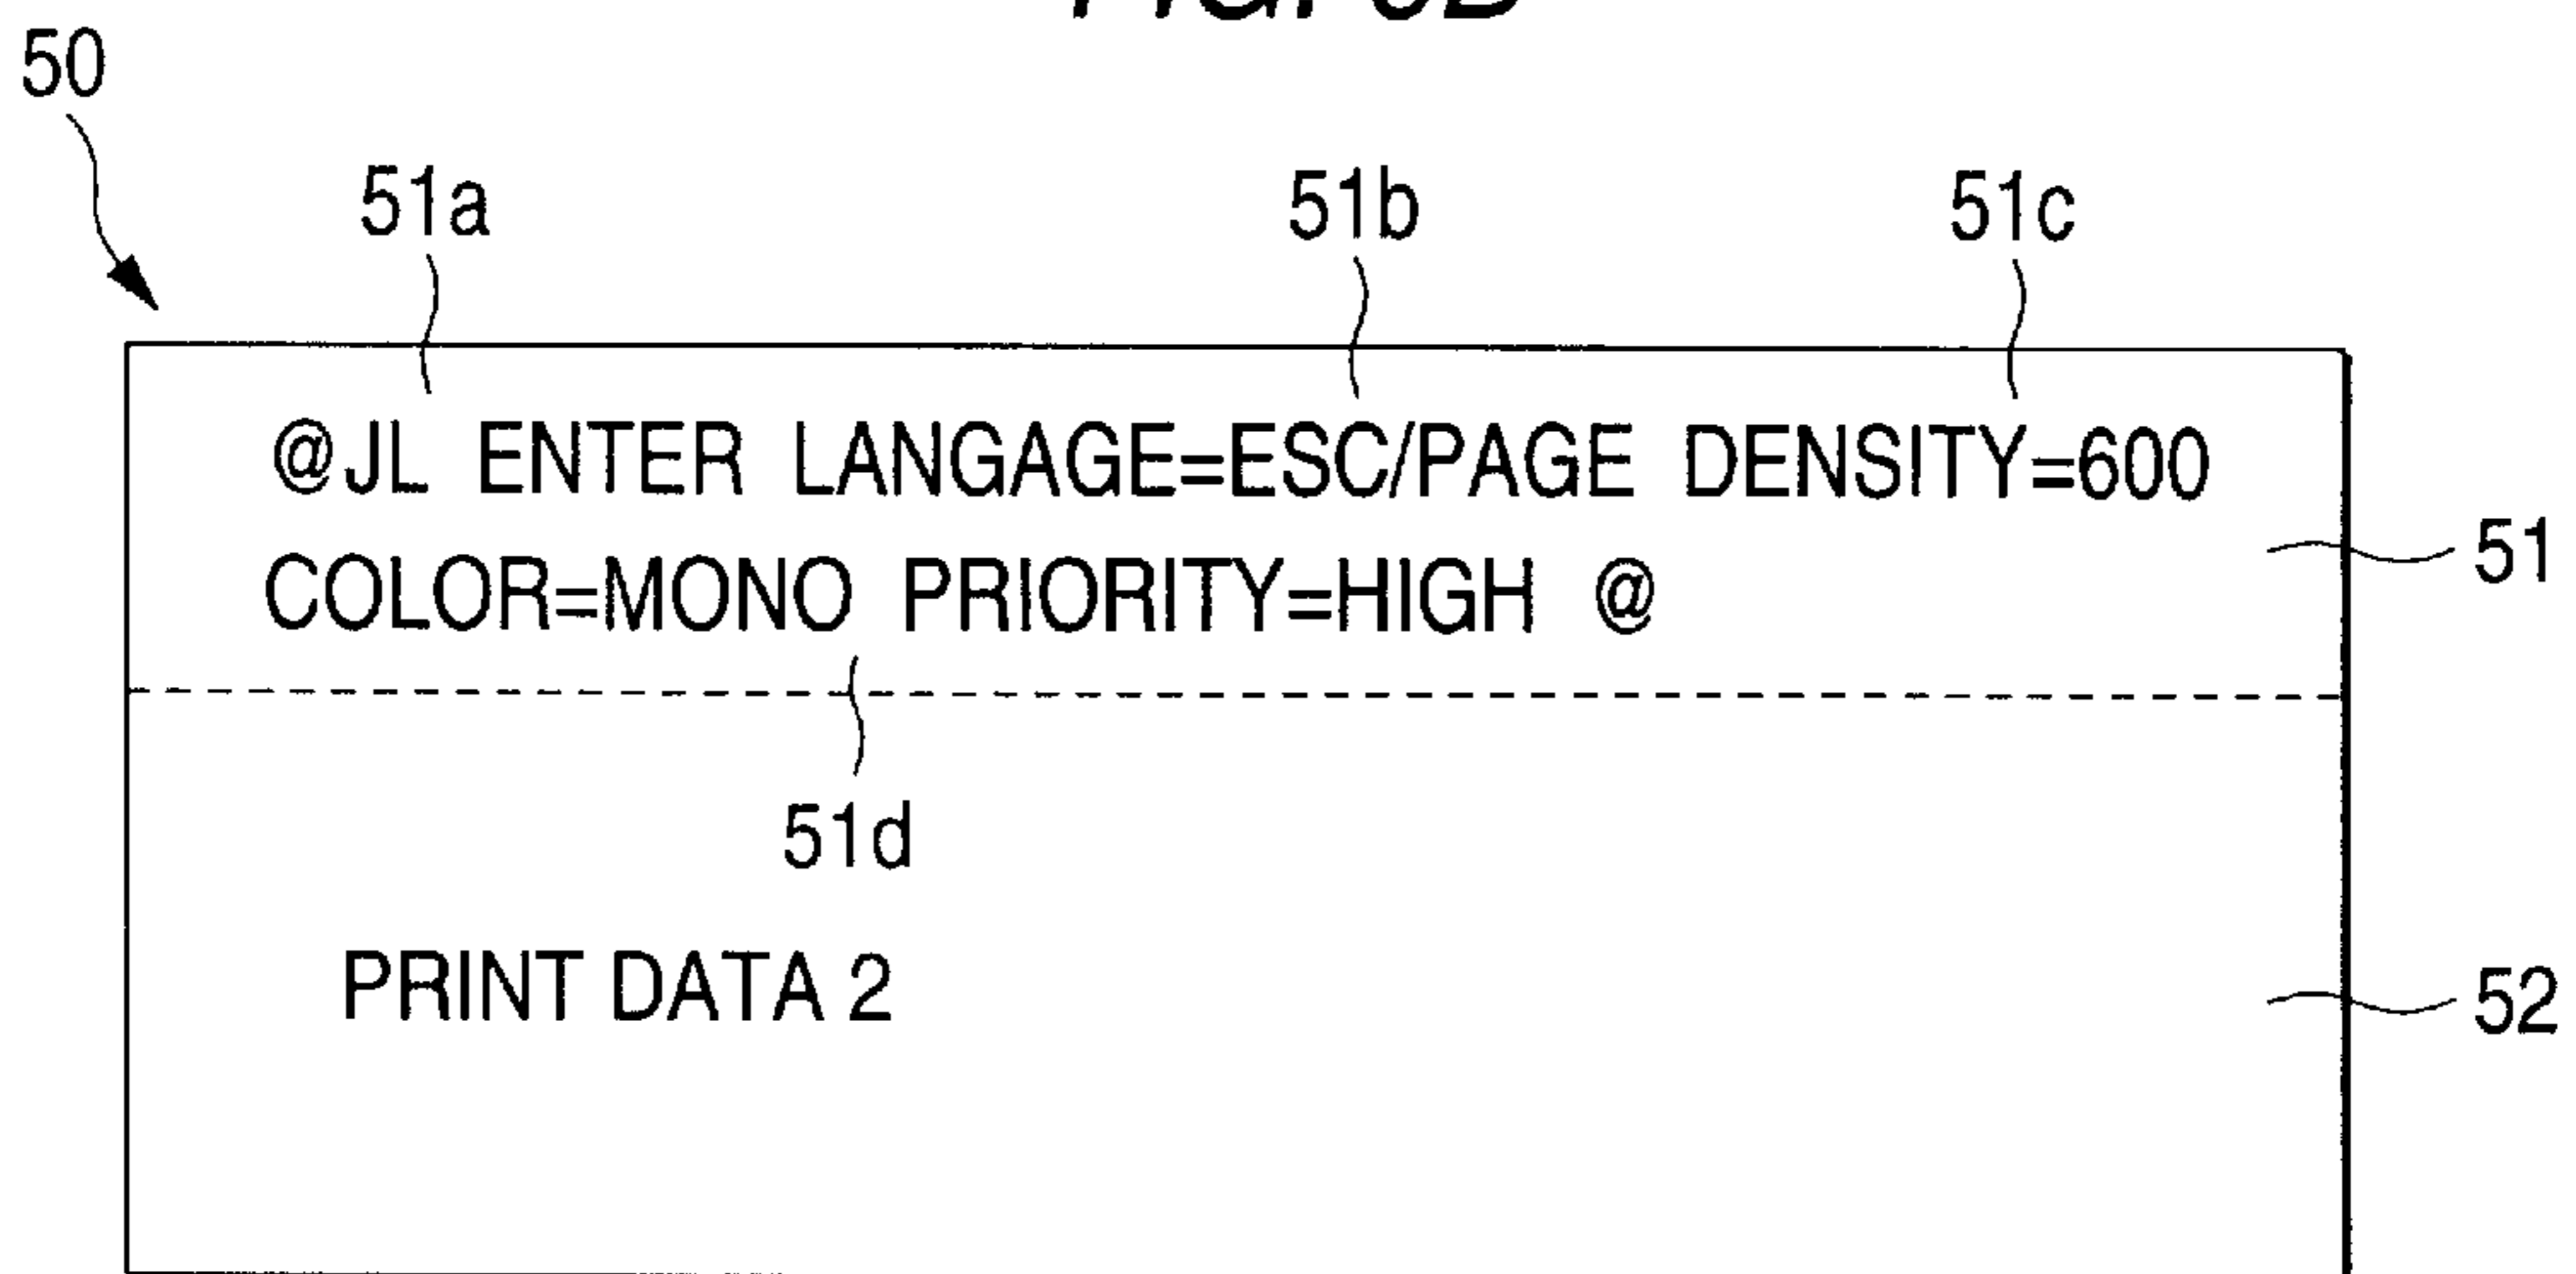 50
51a 51b 51c
@JL ENTER LANGAGE=ESC/PAGE DENSITY=600
51
COLOR=MONO PRIORITY=HIGH @
51d
PRINT DATA 2
52